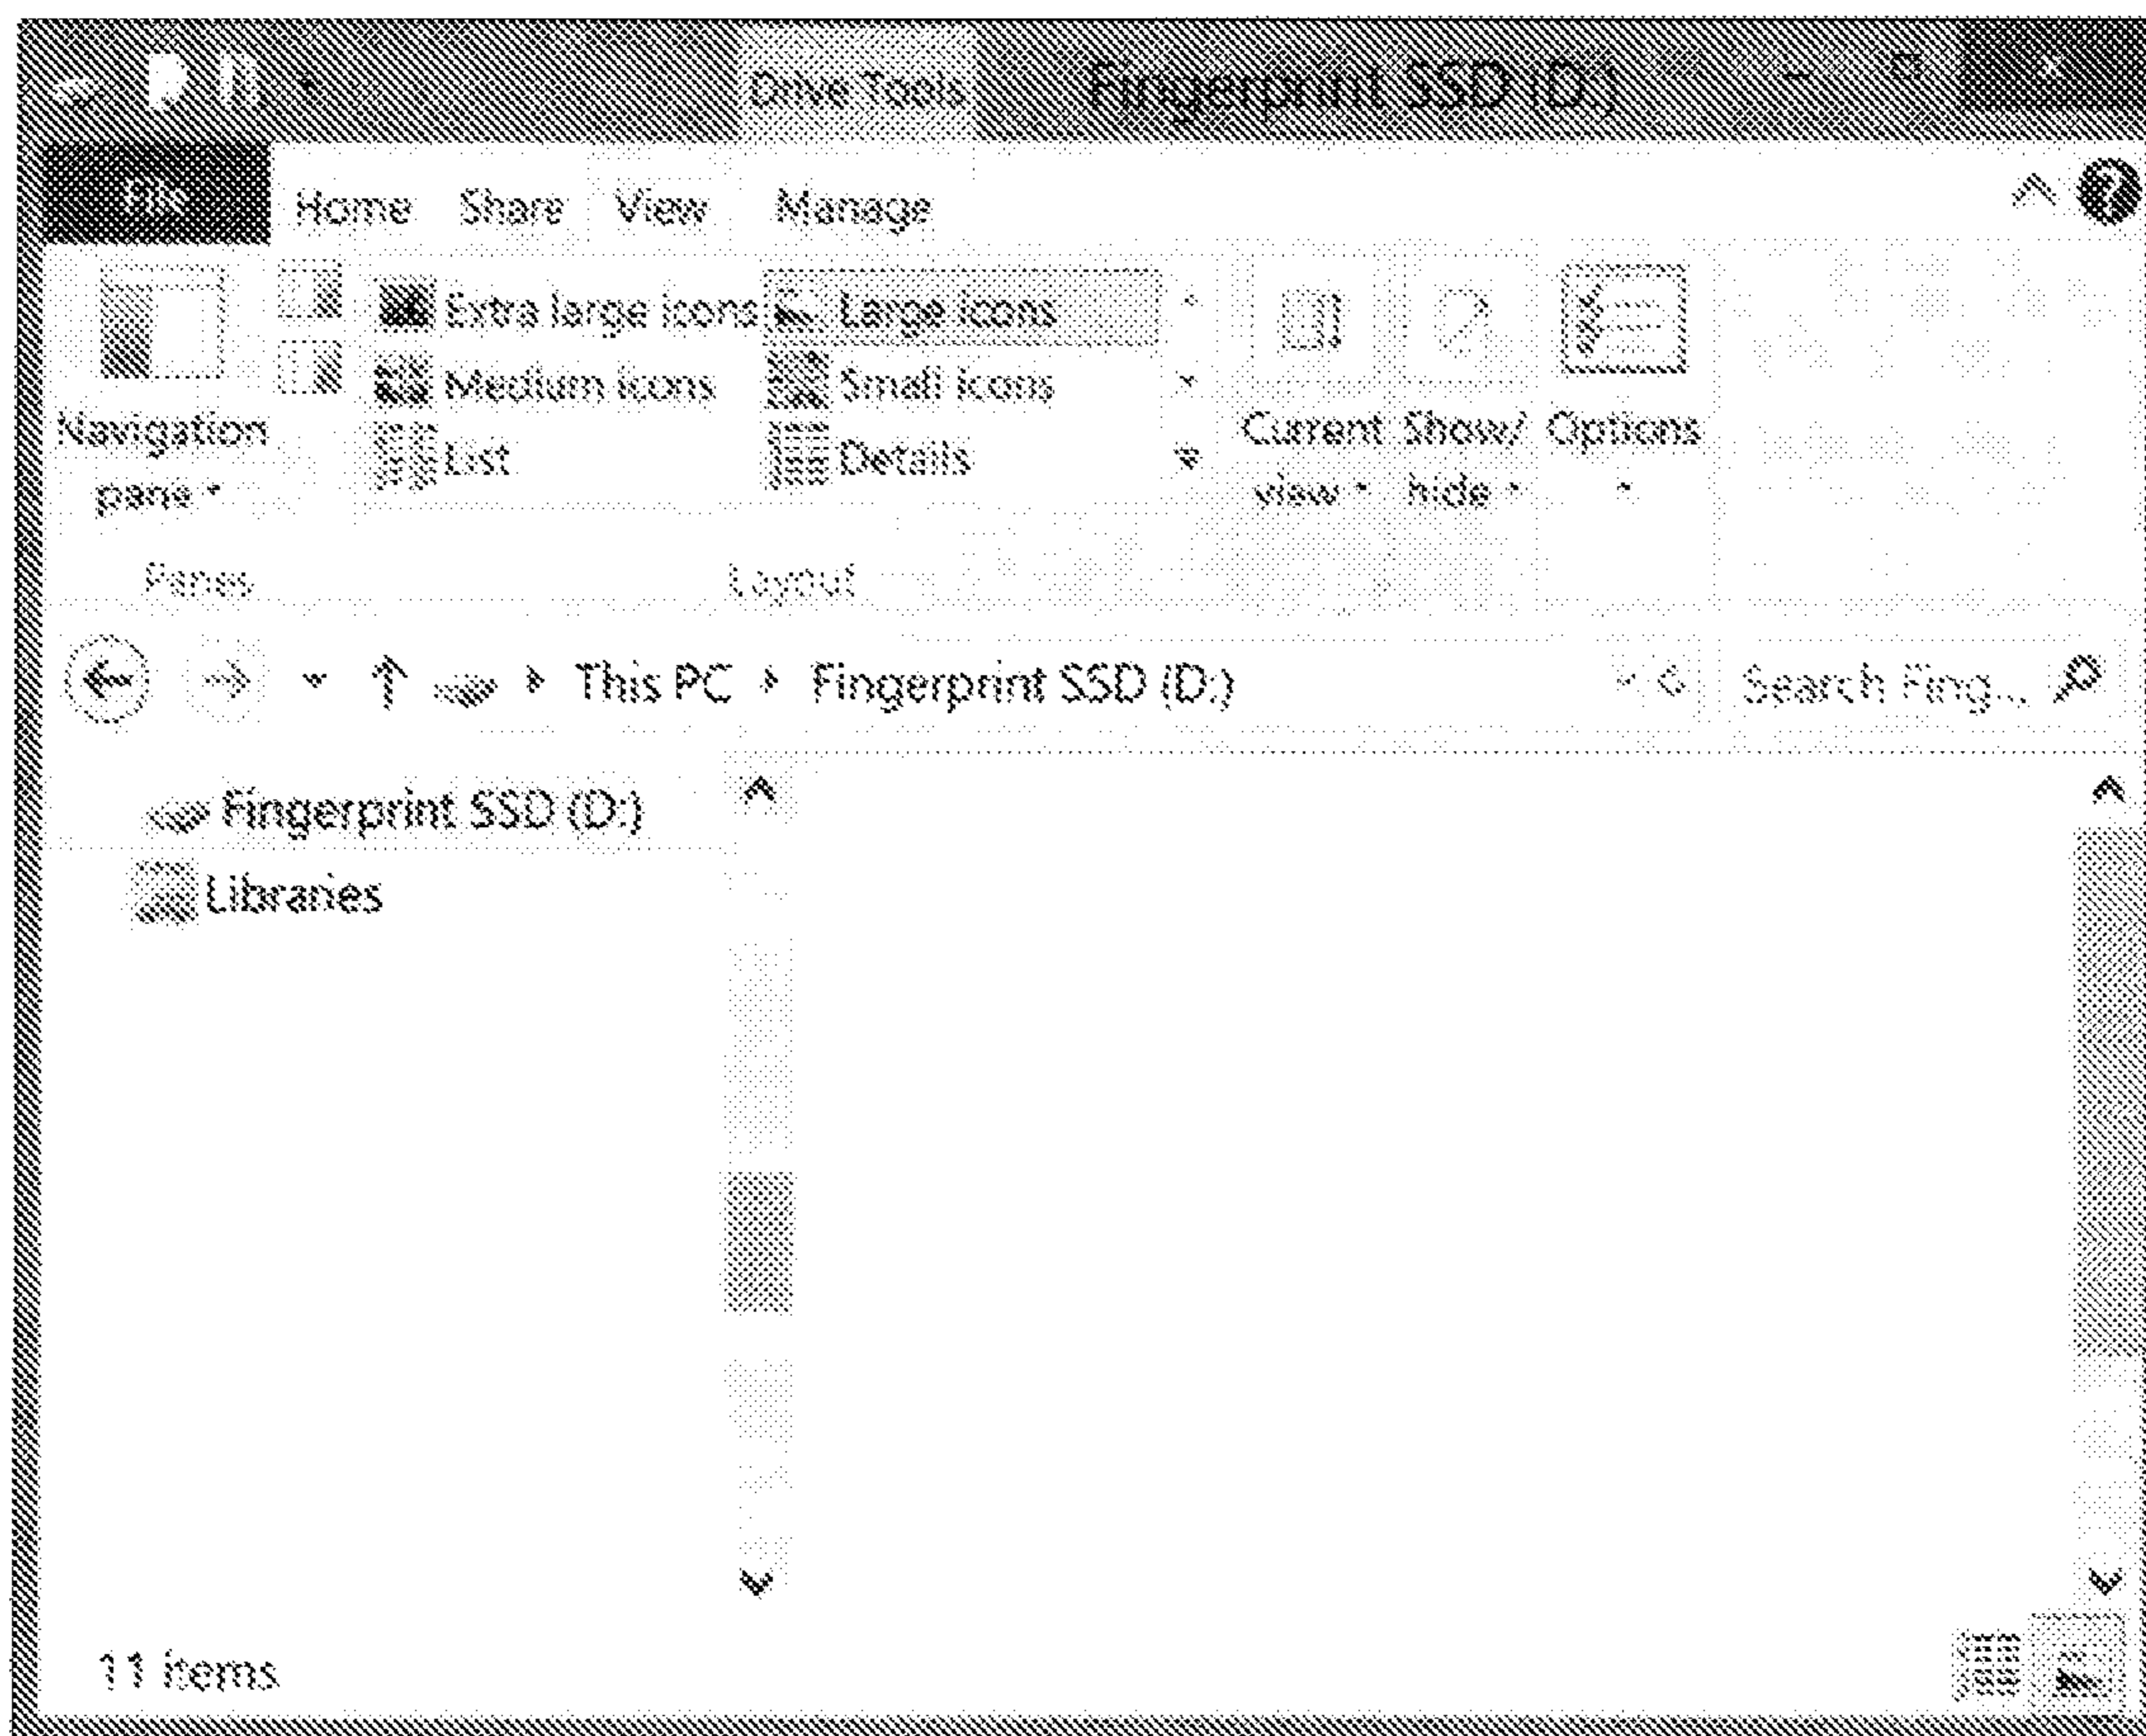 Drive Tools Fingerprint SSD (D:)
File Home Share View Manage
Extra large icons Large icons
Medium icons Small icons
List Details
Navigation pane
Current view
Show/hide
Options
Panes Layout
This PC Fingerprint SSD (D:) Search Fing...
Fingerprint SSD (D:)
Libraries
11 items